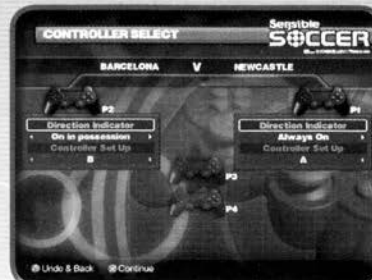 CONTROLLER SELECT
Sensible
SOCCER
BARCELONA V NEWCASTLE
P2
P1
Direction Indicator
On in possession
Controller Set Up
B
Direction Indicator
Always On
Controller Set Up
A
P3
P4
Undo & Back Continue